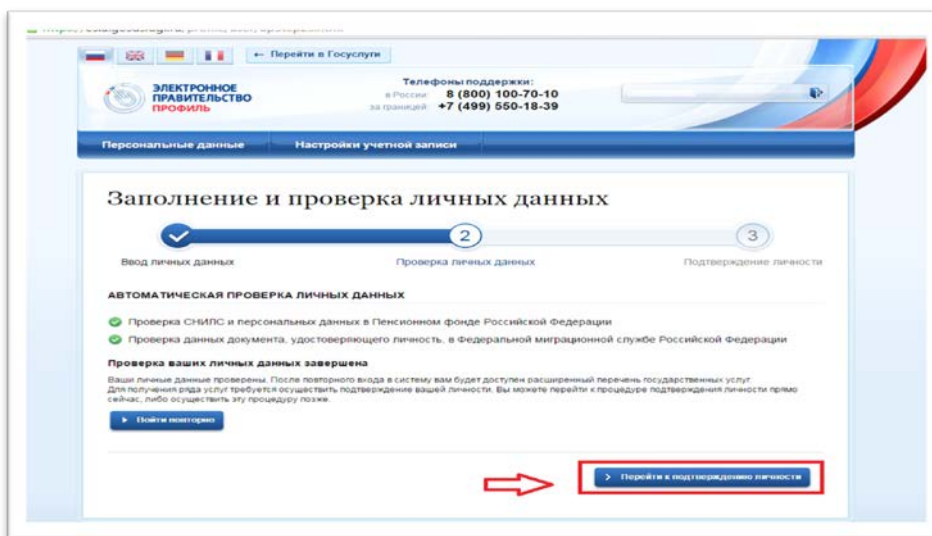 ← Перейти в Госуслуги
ЭЛЕКТРОННОЕ
ПРАВИТЕЛЬСТВО
ПРОФИЛЬ
Телефоны поддержки:
в России: 8 (800) 100-70-10
за границей: +7 (499) 550-18-39
Персональные данные Настройки учетной записи
Заполнение и проверка личных данных
2 3
Ввод личных данных Проверка личных данных Подтверждение личности
АВТОМАТИЧЕСКАЯ ПРОВЕРКА ЛИЧНЫХ ДАННЫХ
Проверка СНИЛС и персональных данных в Пенсионном фонде Российской Федерации
Проверка данных документа, удостоверяющего личность, в Федеральной миграционной службе Российской Федерации
Проверка ваших личных данных завершена
Ваши личные данные проверены. После повторного входа в систему вам будет доступен расширенный перечень государственных услуг.
Для получения ряда услуг требуется осуществить подтверждение вашей личности. Вы можете перейти к процедуре подтверждения личности прямо
сейчас, либо осуществить эту процедуру позже.
Войти повторно
Перейти к подтверждению личности